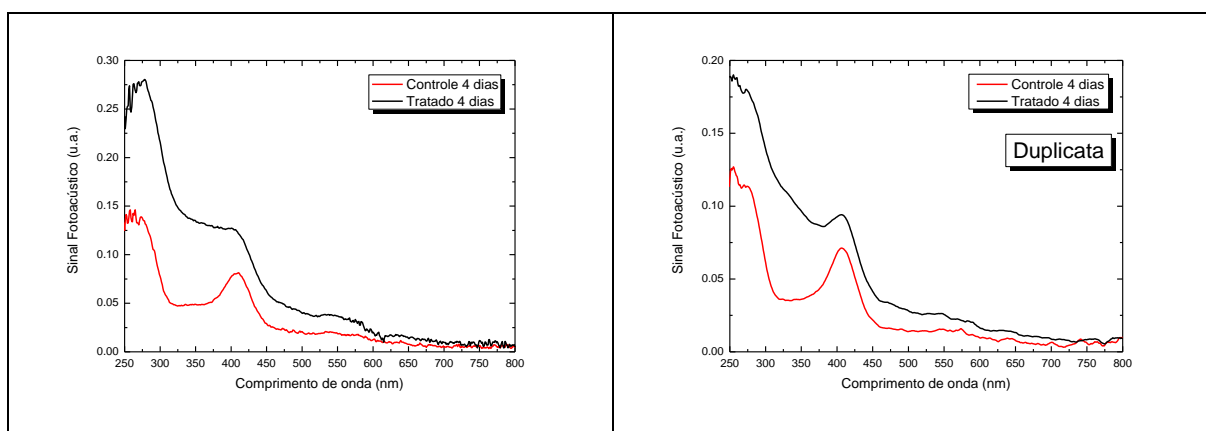 0.30
0.25
0.20
0.15
0.10
0.05
0.00
Sinal Fotoacústico (u.a.)
Controle 4 dias
Tratado 4 dias
250 300 350 400 450 500 550 600 650 700 750 800
Comprimento de onda (nm)
0.20
0.15
0.10
0.05
0.00
Sinal Fotoacústico (u.a.)
Controle 4 dias
Tratado 4 dias
Duplicata
250 300 350 400 450 500 550 600 650 700 750 800
Comprimento de onda (nm)